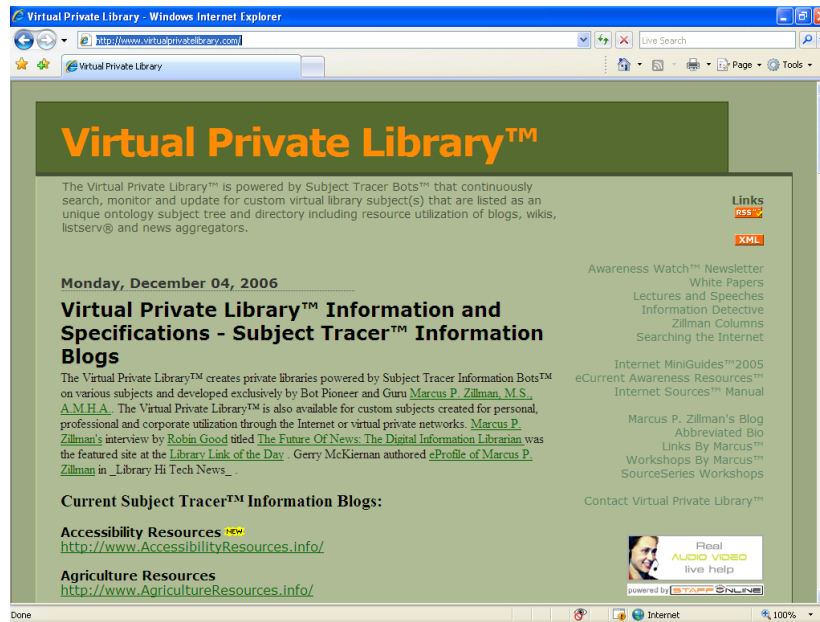 Virtual Private Library - Windows Internet Explorer
http://www.virtualprivatelibrary.com/
Live Search
Virtual Private Library
Page
Tools
Virtual Private Library™
The Virtual Private Library™ is powered by Subject Tracer Bots™ that continuously
search, monitor and update for custom virtual library subject(s) that are listed as an
unique ontology subject tree and directory including resource utilization of blogs, wikis,
listserv® and news aggregators.
Monday, December 04, 2006
Virtual Private Library™ Information and
Specifications - Subject Tracer™ Information
Blogs
The Virtual Private Library™ creates private libraries powered by Subject Tracer Information Bots™
on various subjects and developed exclusively by Bot Pioneer and Guru Marcus P. Zillman, M.S.,
A.M.H.A.. The Virtual Private Library™ is also available for custom subjects created for personal,
professional and corporate utilization through the Internet or virtual private networks. Marcus P.
Zillman's interview by Robin Good titled The Future Of News: The Digital Information Librarian was
the featured site at the Library Link of the Day . Gerry McKiernan authored eProfile of Marcus P.
Zillman in _Library Hi Tech News_ .
Current Subject Tracer™ Information Blogs:
Accessibility Resources NEW
http://www.AccessibilityResources.info/
Agriculture Resources
http://www.AgricultureResources.info/
Links
RSS
XML
Awareness Watch™ Newsletter
White Papers
Lectures and Speeches
Information Detective
Zillman Columns
Searching the Internet
Internet MiniGuides™2005
eCurrent Awareness Resources™
Internet Sources™ Manual
Marcus P. Zillman's Blog
Abbreviated Bio
Links By Marcus™
Workshops By Marcus™
SourceSeries Workshops
Contact Virtual Private Library™
Real
AUDIO VIDEO
live help
powered by STAFF ONLINE
Done
Internet
100%